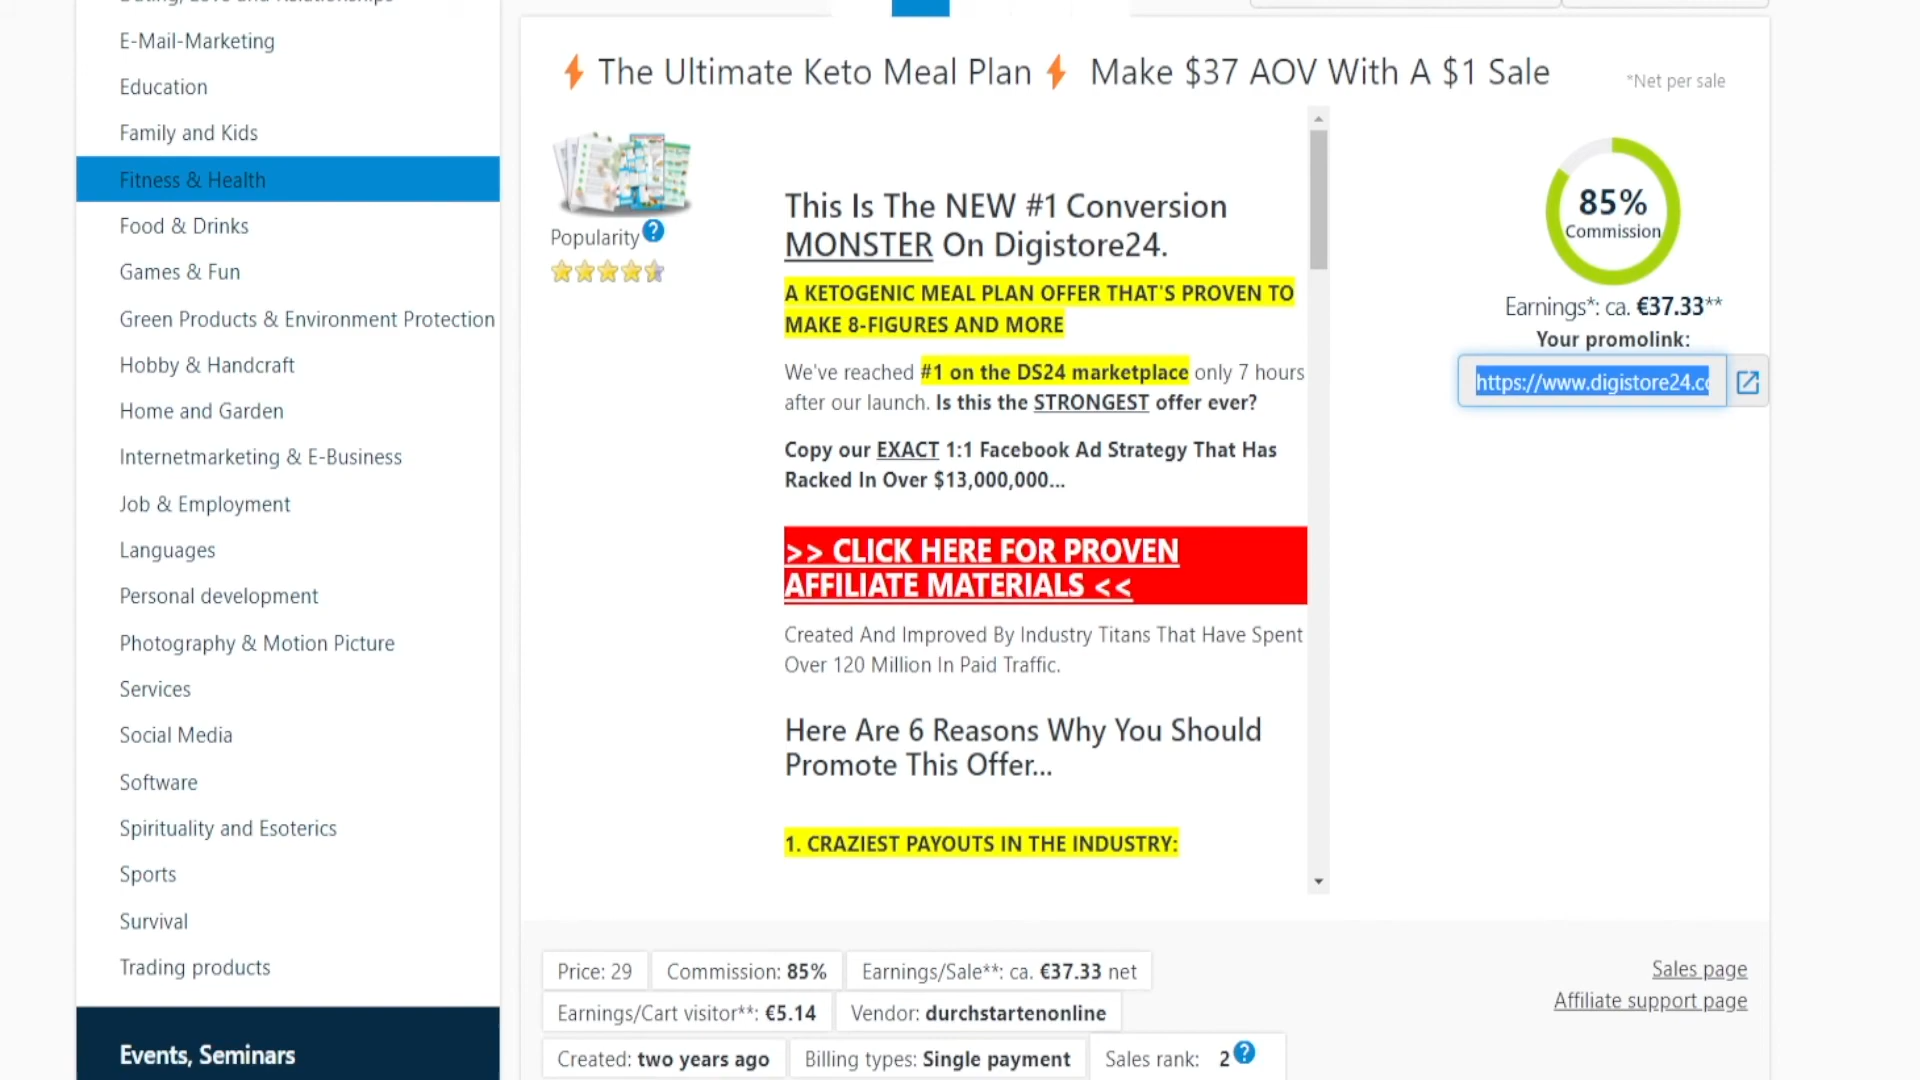 E-Mail-Marketing
Education
Family and Kids
Fitness & Health
Food & Drinks
Games & Fun
Green Products & Environment Protection
Hobby & Handcraft
Home and Garden
Internetmarketing & E-Business
Job & Employment
Languages
Personal development
Photography & Motion Picture
Services
Social Media
Software
Spirituality and Esoterics
Sports
Survival
Trading products
Events, Seminars
The Ultimate Keto Meal Plan Make $37 AOV With A $1 Sale
*Net per sale
Popularity ?
This Is The NEW #1 Conversion
MONSTER On Digistore24.
A KETOGENIC MEAL PLAN OFFER THAT'S PROVEN TO
MAKE 8-FIGURES AND MORE
We've reached #1 on the DS24 marketplace only 7 hours
after our launch. Is this the STRONGEST offer ever?
Copy our EXACT 1:1 Facebook Ad Strategy That Has
Racked In Over $13,000,000...
>> CLICK HERE FOR PROVEN
AFFILIATE MATERIALS <<
Created And Improved By Industry Titans That Have Spent
Over 120 Million In Paid Traffic.
Here Are 6 Reasons Why You Should
Promote This Offer...
1. CRAZIEST PAYOUTS IN THE INDUSTRY:
85%
Commission
Earnings*: ca. €37.33**
Your promolink:
https://www.digistore24.co
Price: 29
Commission: 85%
Earnings/Sale**: ca. €37.33 net
Earnings/Cart visitor**: €5.14
Vendor: durchstartenonline
Created: two years ago
Billing types: Single payment
Sales rank: 2 ?
Sales page
Affiliate support page